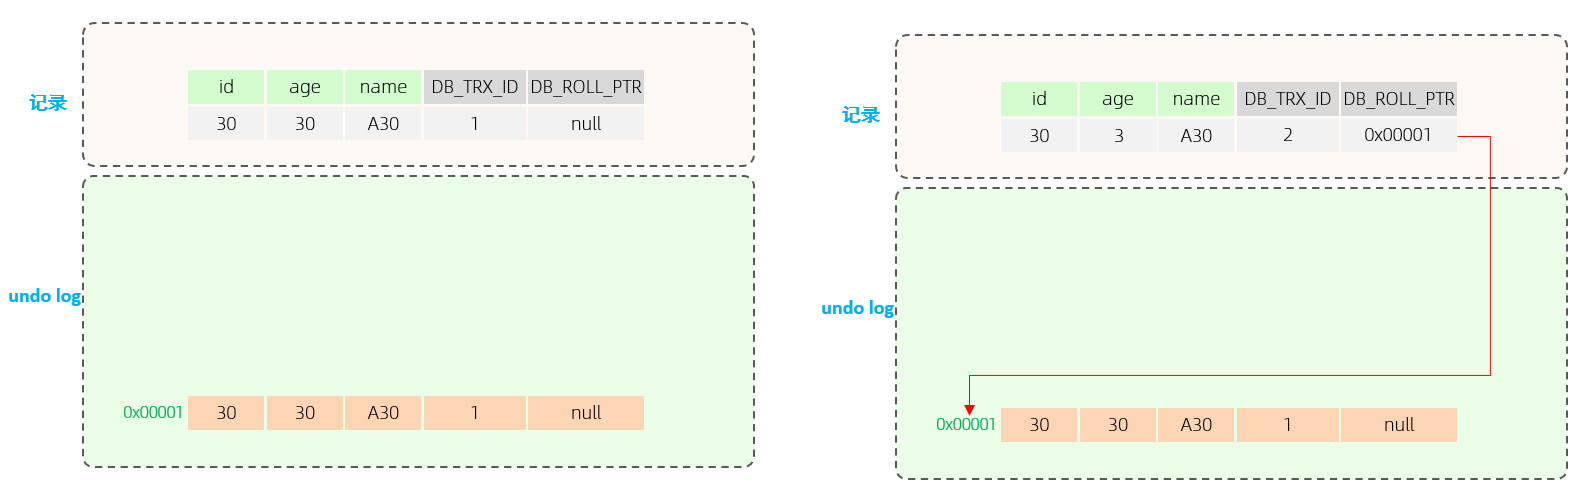 记录
id age name DB_TRX_ID DB_ROLL_PTR
30 30 A30 1 null
undo log
0x00001 30 30 A30 1 null
记录
id age name DB_TRX_ID DB_ROLL_PTR
30 3 A30 2 0x00001
undo log
0x00001 30 30 A30 1 null